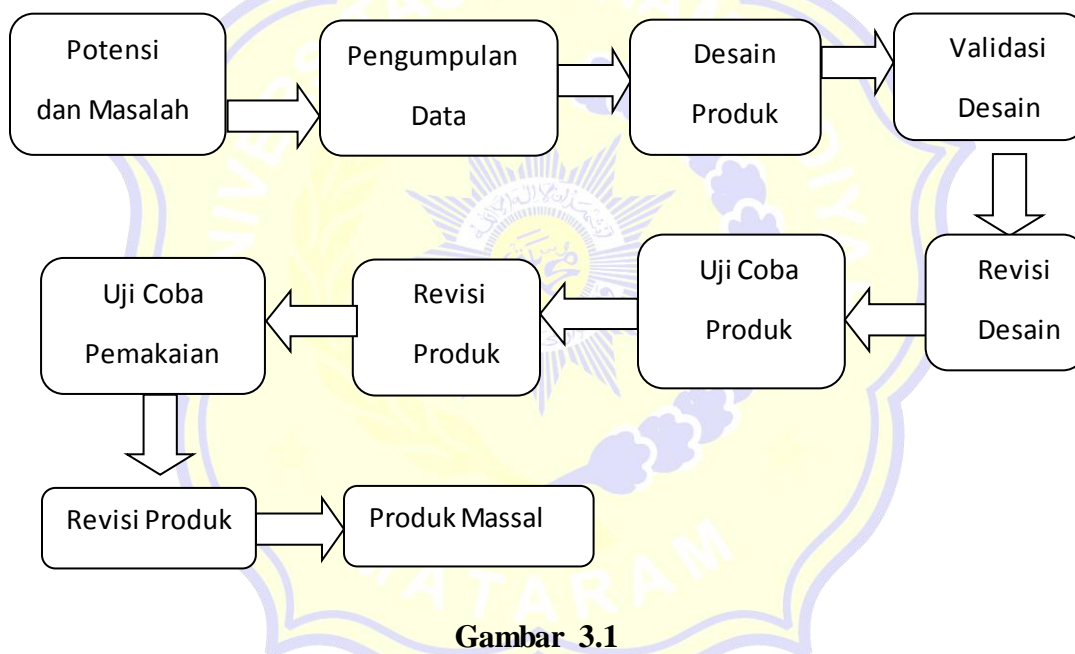 Potensi
dan Masalah
Pengumpulan
Data
Desain
Produk
Validasi
Desain
Revisi
Desain
Uji Coba
Produk
Revisi
Produk
Uji Coba
Pemakaian
Revisi Produk
Produk Massal
MATARAM
Gambar 3.1